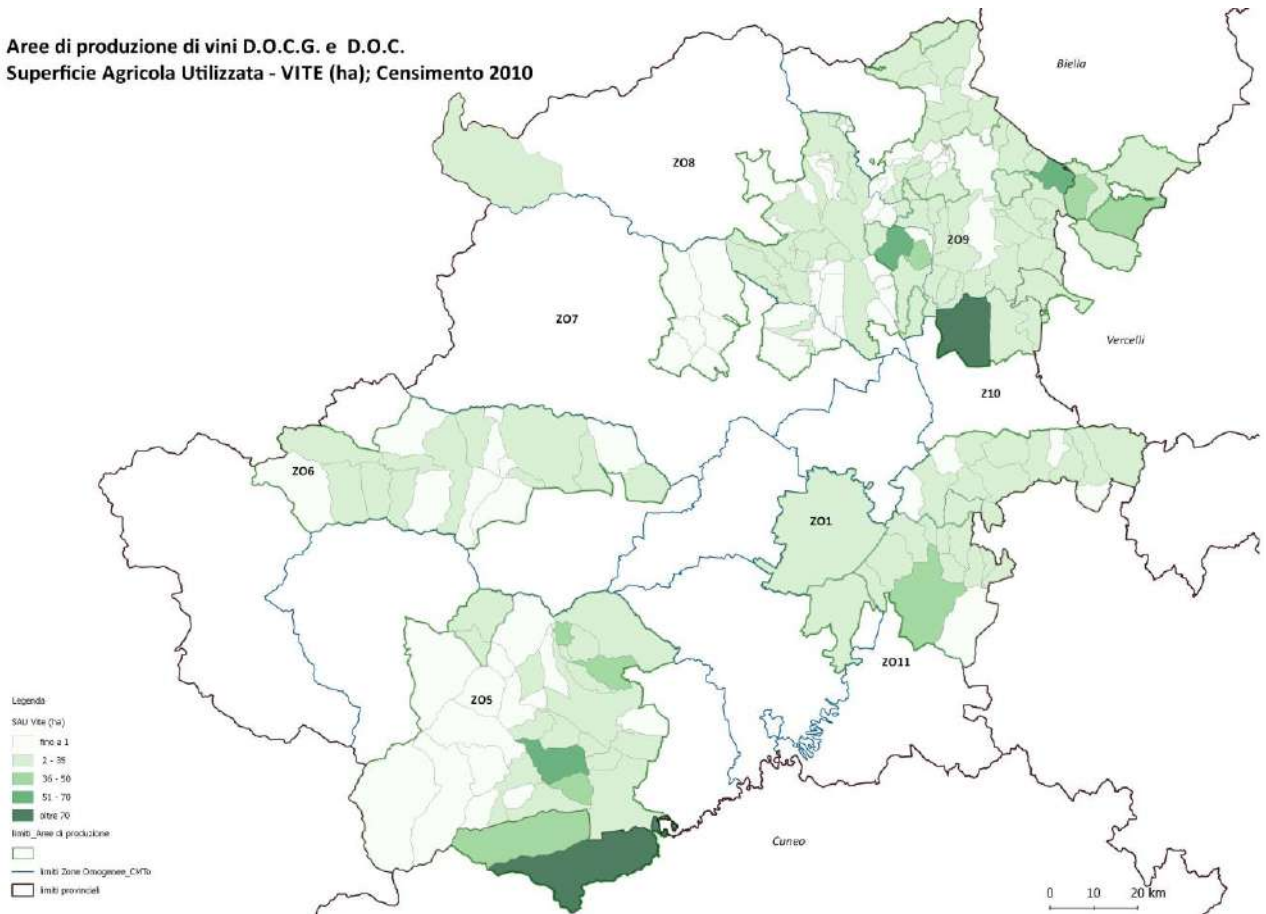 Aree di produzione di vini D.O.C.G. e D.O.C.
Superficie Agricola Utilizzata - VITE (ha); Censimento 2010
Biella
ZO8
ZO9
ZO7
Vercelli
Z10
ZO6
ZO1
ZO11
ZO5
Cuneo
Legenda
SAU Vite (ha)
fino a 1
2 - 35
36 - 50
51 - 70
oltre 70
limiti_Aree di produzione
limiti Zone Omogenee_CMTo
limiti provinciali
0 10 20 km